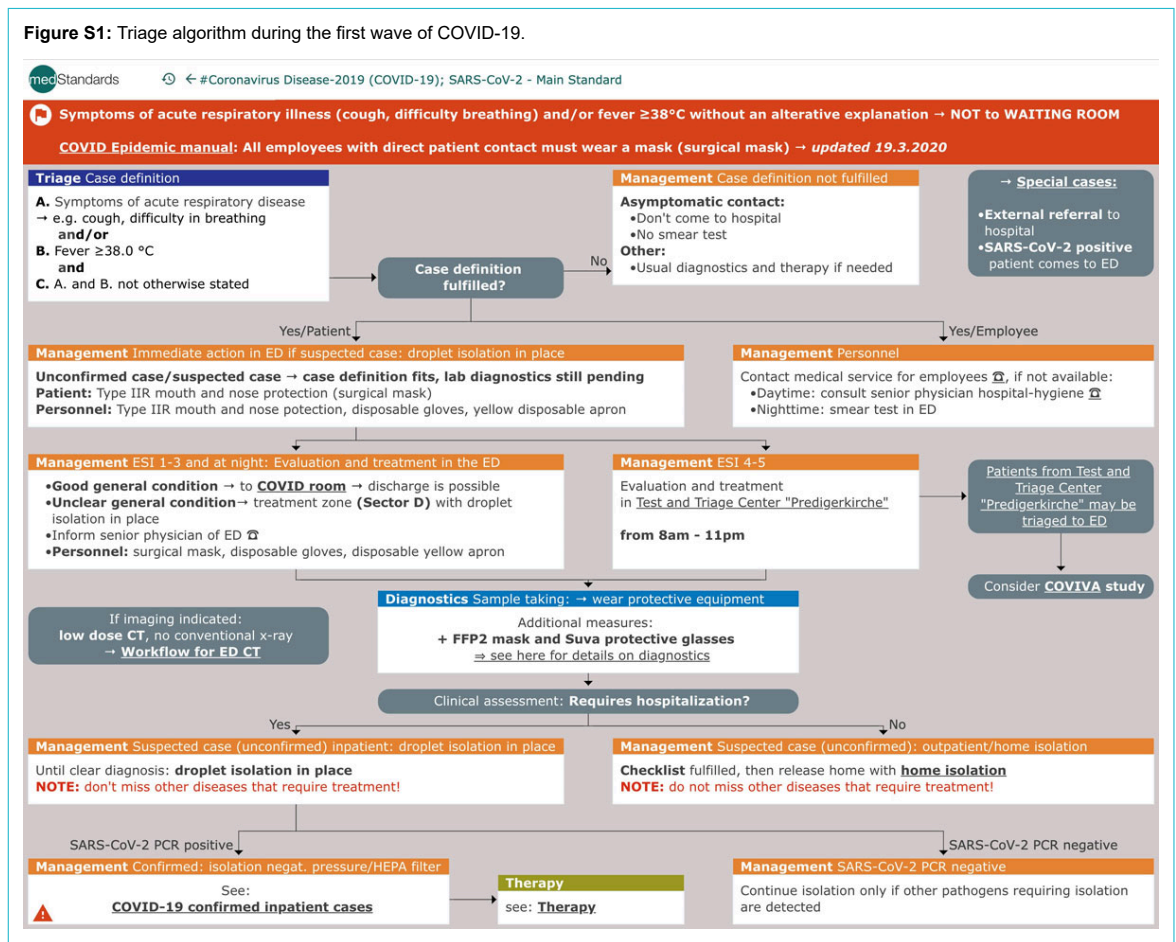 Figure S1: Triage algorithm during the first wave of COVID-19.
medStandards
← #Coronavirus Disease-2019 (COVID-19); SARS-CoV-2 - Main Standard
Symptoms of acute respiratory illness (cough, difficulty breathing) and/or fever ≥38°C without an alterative explanation → NOT to WAITING ROOM
COVID Epidemic manual: All employees with direct patient contact must wear a mask (surgical mask) → updated 19.3.2020
Triage Case definition
A. Symptoms of acute respiratory disease
→ e.g. cough, difficulty in breathing
and/or
B. Fever ≥38.0 °C
and
C. A. and B. not otherwise stated
Case definition
fulfilled?
No
Management Case definition not fulfilled
Asymptomatic contact:
•Don't come to hospital
•No smear test
Other:
•Usual diagnostics and therapy if needed
→ Special cases:
•External referral to
hospital
•SARS-CoV-2 positive
patient comes to ED
Yes/Patient
Yes/Employee
Management Immediate action in ED if suspected case: droplet isolation in place
Unconfirmed case/suspected case → case definition fits, lab diagnostics still pending
Patient: Type IIR mouth and nose protection (surgical mask)
Personnel: Type IIR mouth and nose potection, disposable gloves, yellow disposable apron
Management Personnel
Contact medical service for employees ☎, if not available:
•Daytime: consult senior physician hospital-hygiene ☎
•Nighttime: smear test in ED
Management ESI 1-3 and at night: Evaluation and treatment in the ED
•Good general condition → to COVID room → discharge is possible
•Unclear general condition→ treatment zone (Sector D) with droplet
isolation in place
•Inform senior physician of ED ☎
•Personnel: surgical mask, disposable gloves, disposable yellow apron
Management ESI 4-5
Evaluation and treatment
in Test and Triage Center "Predigerkirche"
from 8am - 11pm
Patients from Test and
Triage Center
"Predigerkirche" may be
triaged to ED
Consider COVIVA study
If imaging indicated:
low dose CT, no conventional x-ray
→ Workflow for ED CT
Diagnostics Sample taking: → wear protective equipment
Additional measures:
+ FFP2 mask and Suva protective glasses
⇒ see here for details on diagnostics
Clinical assessment: Requires hospitalization?
Yes
No
Management Suspected case (unconfirmed) inpatient: droplet isolation in place
Until clear diagnosis: droplet isolation in place
NOTE: don't miss other diseases that require treatment!
Management Suspected case (unconfirmed): outpatient/home isolation
Checklist fulfilled, then release home with home isolation
NOTE: do not miss other diseases that require treatment!
SARS-CoV-2 PCR positive
SARS-CoV-2 PCR negative
Management Confirmed: isolation negat. pressure/HEPA filter
See:
COVID-19 confirmed inpatient cases
Therapy
see: Therapy
Management SARS-CoV-2 PCR negative
Continue isolation only if other pathogens requiring isolation
are detected